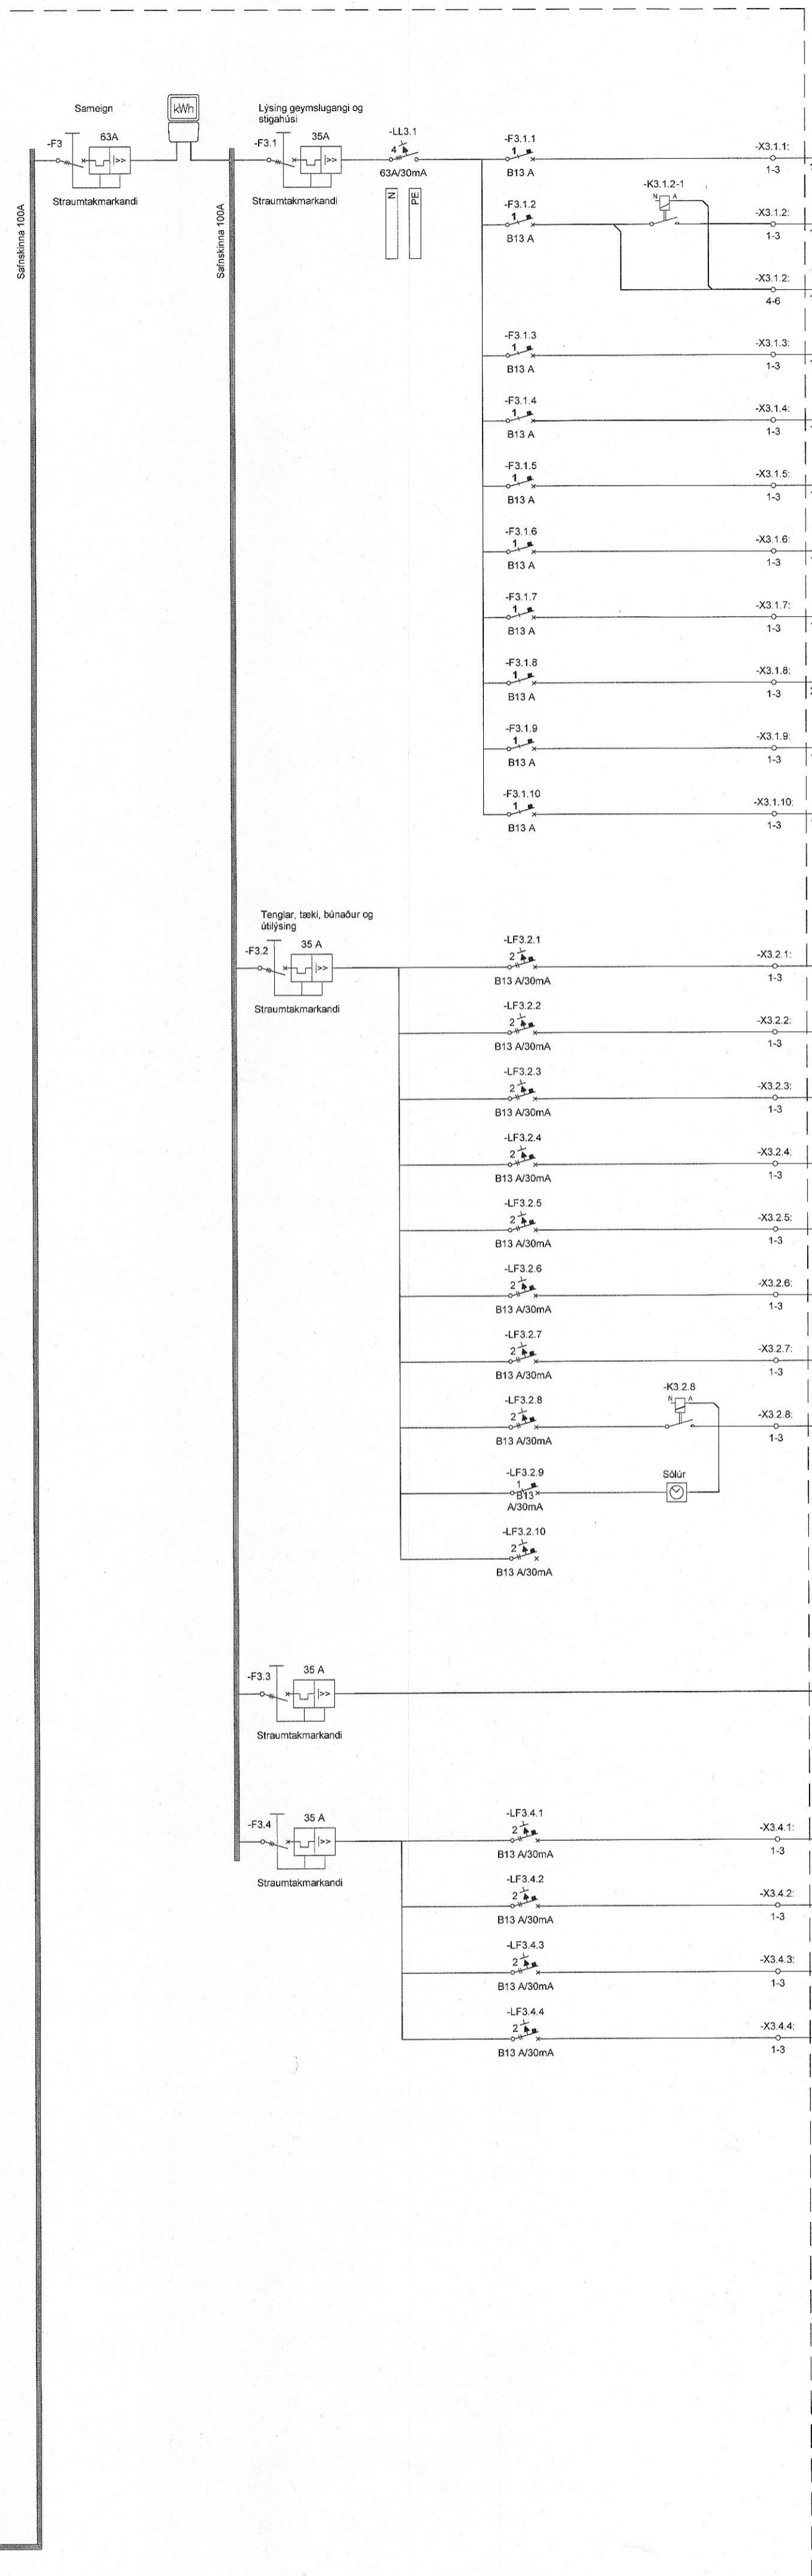 Sameign
kWh
Lýsing geymslugangi og
stigahúsi
-F3
63A
-F3.1
35A
-LL3.1
4
-F3.1.1
1
-X3.1.1:
Straumtakmarkandi
Straumtakmarkandi
63A/30mA
B13 A
1-3
Safnskinna 100A
Safnskinna 100A
N
PE
-K3.1.2-1
N A
-F3.1.2
1
-X3.1.2:
B13 A
1-3
-X3.1.2:
4-6
-F3.1.3
1
-X3.1.3:
B13 A
1-3
-F3.1.4
1
-X3.1.4:
B13 A
1-3
-F3.1.5
1
-X3.1.5:
B13 A
1-3
-F3.1.6
1
-X3.1.6:
B13 A
1-3
-F3.1.7
1
-X3.1.7:
B13 A
1-3
-F3.1.8
1
-X3.1.8:
B13 A
1-3
-F3.1.9
1
-X3.1.9:
B13 A
1-3
-F3.1.10
1
-X3.1.10:
B13 A
1-3
Tenglar, tæki, búnaður og
útilýsing
-F3.2
35 A
Straumtakmarkandi
-LF3.2.1
2
-X3.2.1:
B13 A/30mA
1-3
-LF3.2.2
2
-X3.2.2:
B13 A/30mA
1-3
-LF3.2.3
2
-X3.2.3:
B13 A/30mA
1-3
-LF3.2.4
2
-X3.2.4:
B13 A/30mA
1-3
-LF3.2.5
2
-X3.2.5:
B13 A/30mA
1-3
-LF3.2.6
2
-X3.2.6:
B13 A/30mA
1-3
-LF3.2.7
2
-X3.2.7:
B13 A/30mA
1-3
-LF3.2.8
2
-K3.2.8
N A
-X3.2.8:
B13 A/30mA
1-3
-LF3.2.9
1
B13
A/30mA
Sólúr
-LF3.2.10
2
B13 A/30mA
-F3.3
35 A
Straumtakmarkandi
-F3.4
35 A
Straumtakmarkandi
-LF3.4.1
2
-X3.4.1:
B13 A/30mA
1-3
-LF3.4.2
2
-X3.4.2:
B13 A/30mA
1-3
-LF3.4.3
2
-X3.4.3:
B13 A/30mA
1-3
-LF3.4.4
2
-X3.4.4:
B13 A/30mA
1-3